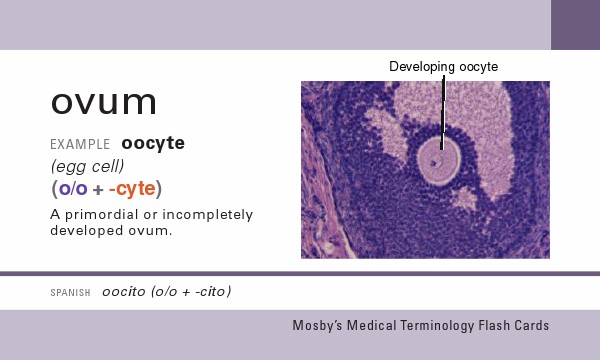 Developing oocyte
ovum
EXAMPLE oocyte
(egg cell)
(o/o + -cyte)
A primordial or incompletely
developed ovum.
SPANISH oocito (o/o + -cito)
Mosby's Medical Terminology Flash Cards